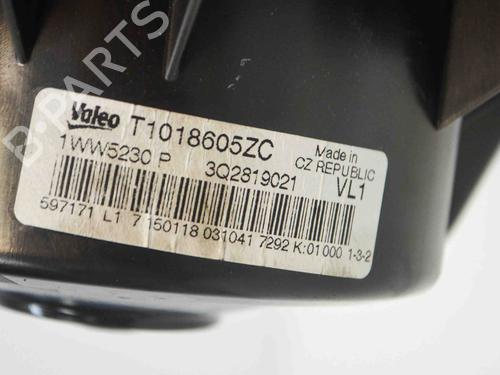 B-PARTS
Valeo T1018605ZC
Made in
CZ REPUBLIC
1WW5230 P 3Q2819021 VL1
597171 L1 7 150118 031041 7292 K:01000 1-3-2